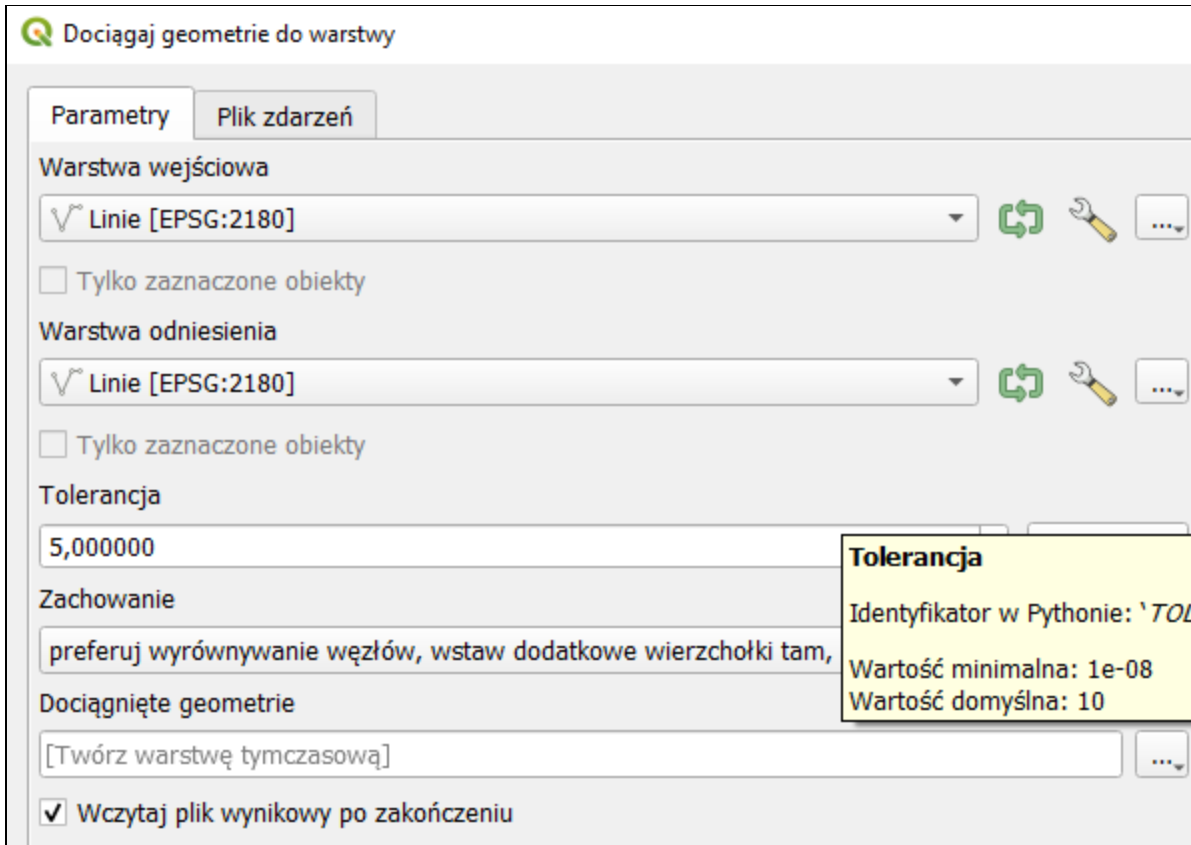 Dociągaj geometrie do warstwy
Parametry
Plik zdarzeń
Warstwa wejściowa
Linie [EPSG:2180]
...
Tylko zaznaczone obiekty
Warstwa odniesienia
Linie [EPSG:2180]
...
Tylko zaznaczone obiekty
Tolerancja
5,000000
Tolerancja
Identyfikator w Pythonie: 'TOL
Wartość minimalna: 1e-08
Wartość domyślna: 10
Zachowanie
preferuj wyrównywanie węzłów, wstaw dodatkowe wierzchołki tam,
Dociągnięte geometrie
[Twórz warstwę tymczasową]
...
Wczytaj plik wynikowy po zakończeniu